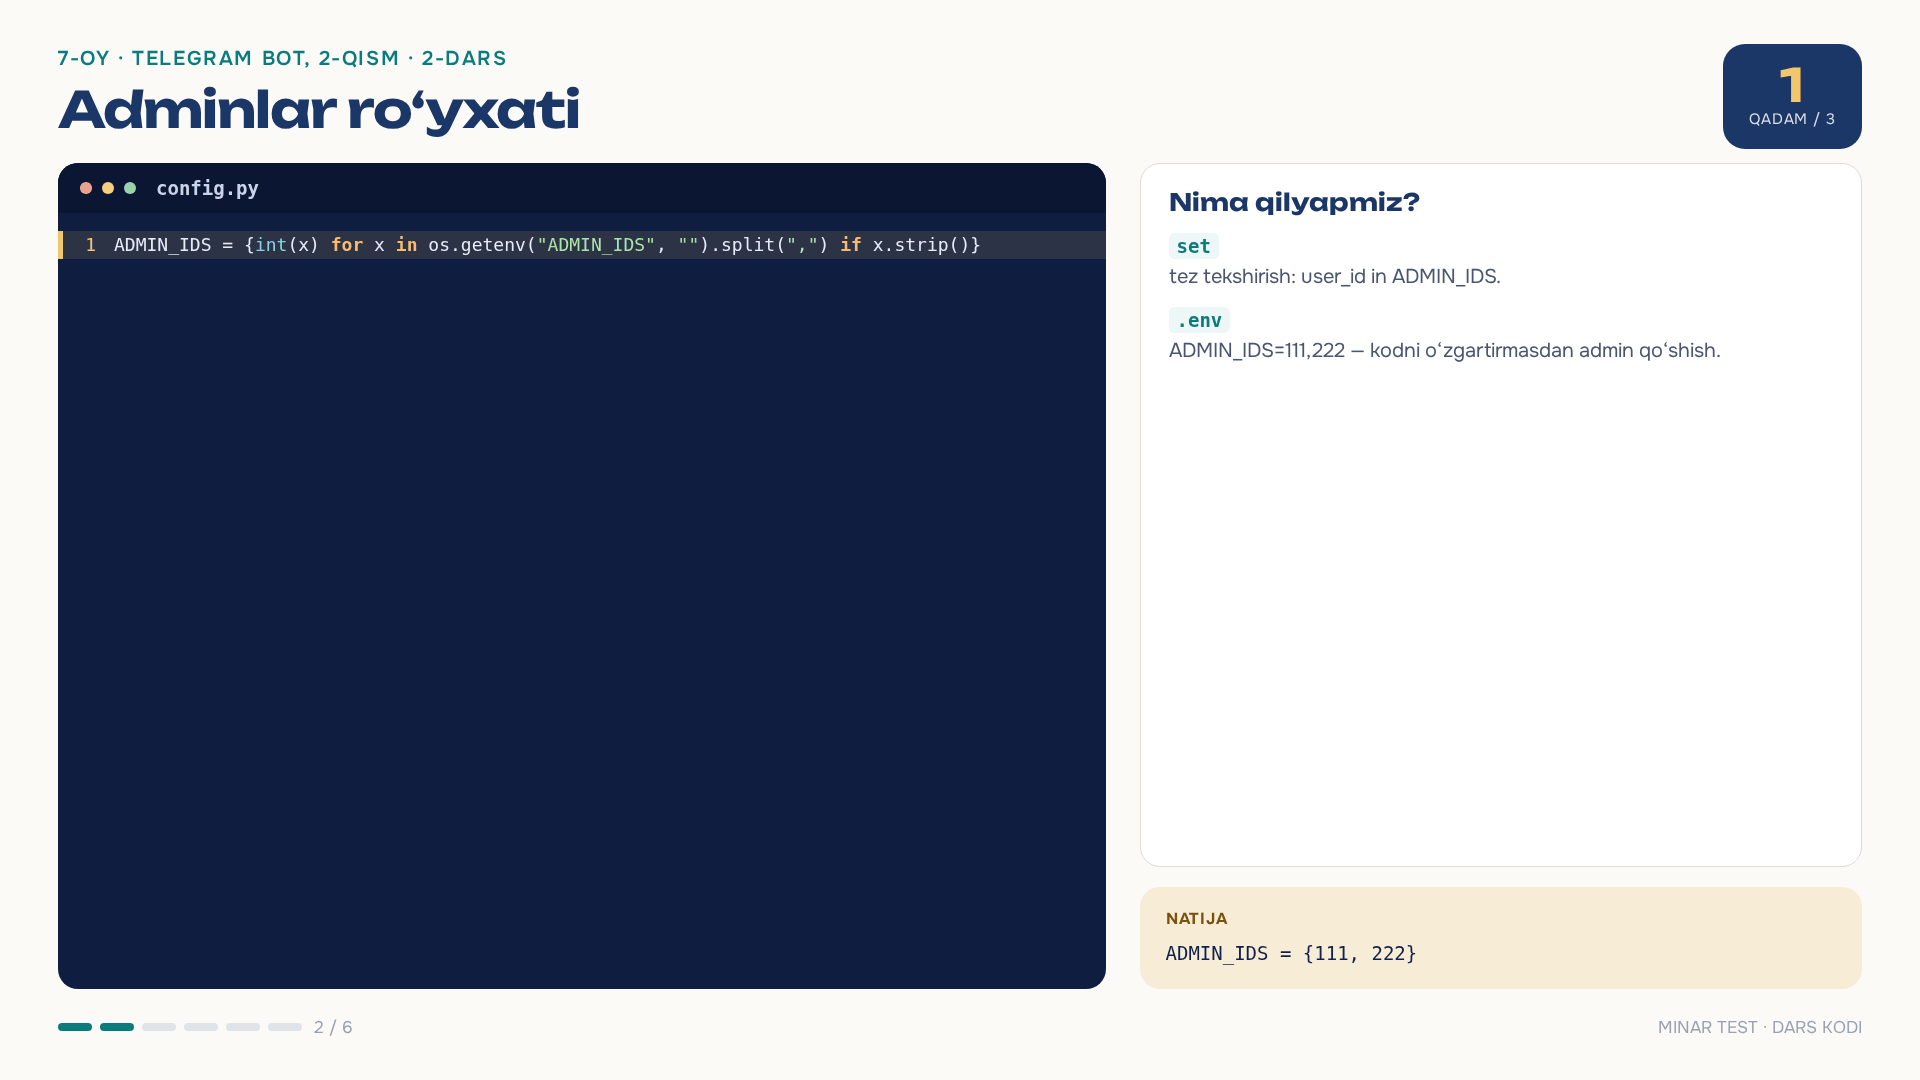 7-OY · TELEGRAM BOT, 2-QISM · 2-DARS
Adminlar ro‘yxati
1
QADAM / 3
config.py
1 ADMIN_IDS = {int(x) for x in os.getenv("ADMIN_IDS", "").split(",") if x.strip()}
Nima qilyapmiz?
set
tez tekshirish: user_id in ADMIN_IDS.
.env
ADMIN_IDS=111,222 — kodni o‘zgartirmasdan admin qo‘shish.
NATIJA
ADMIN_IDS = {111, 222}
2 / 6
MINAR TEST · DARS KODI